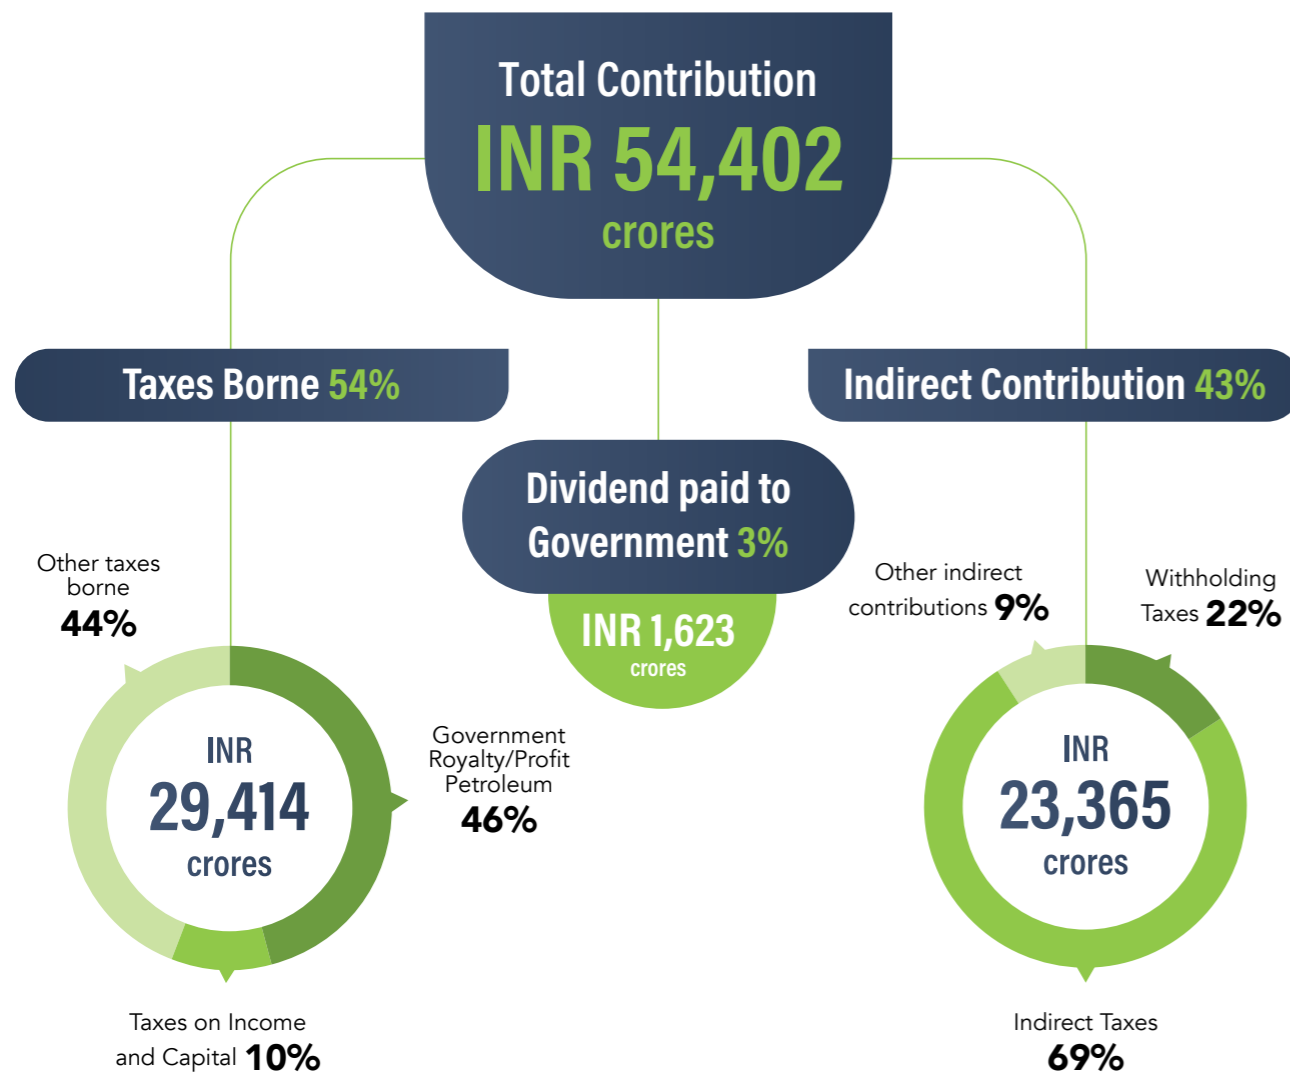 Total Contribution
INR 54,402
crores
Taxes Borne 54%
Indirect Contribution 43%
Dividend paid to
Government 3%
INR 1,623
crores
Other taxes
borne
44%
INR
29,414
crores
Government
Royalty/Profit
Petroleum
46%
Taxes on Income
and Capital 10%
Other indirect
contributions 9%
Withholding
Taxes 22%
INR
23,365
crores
Indirect Taxes
69%